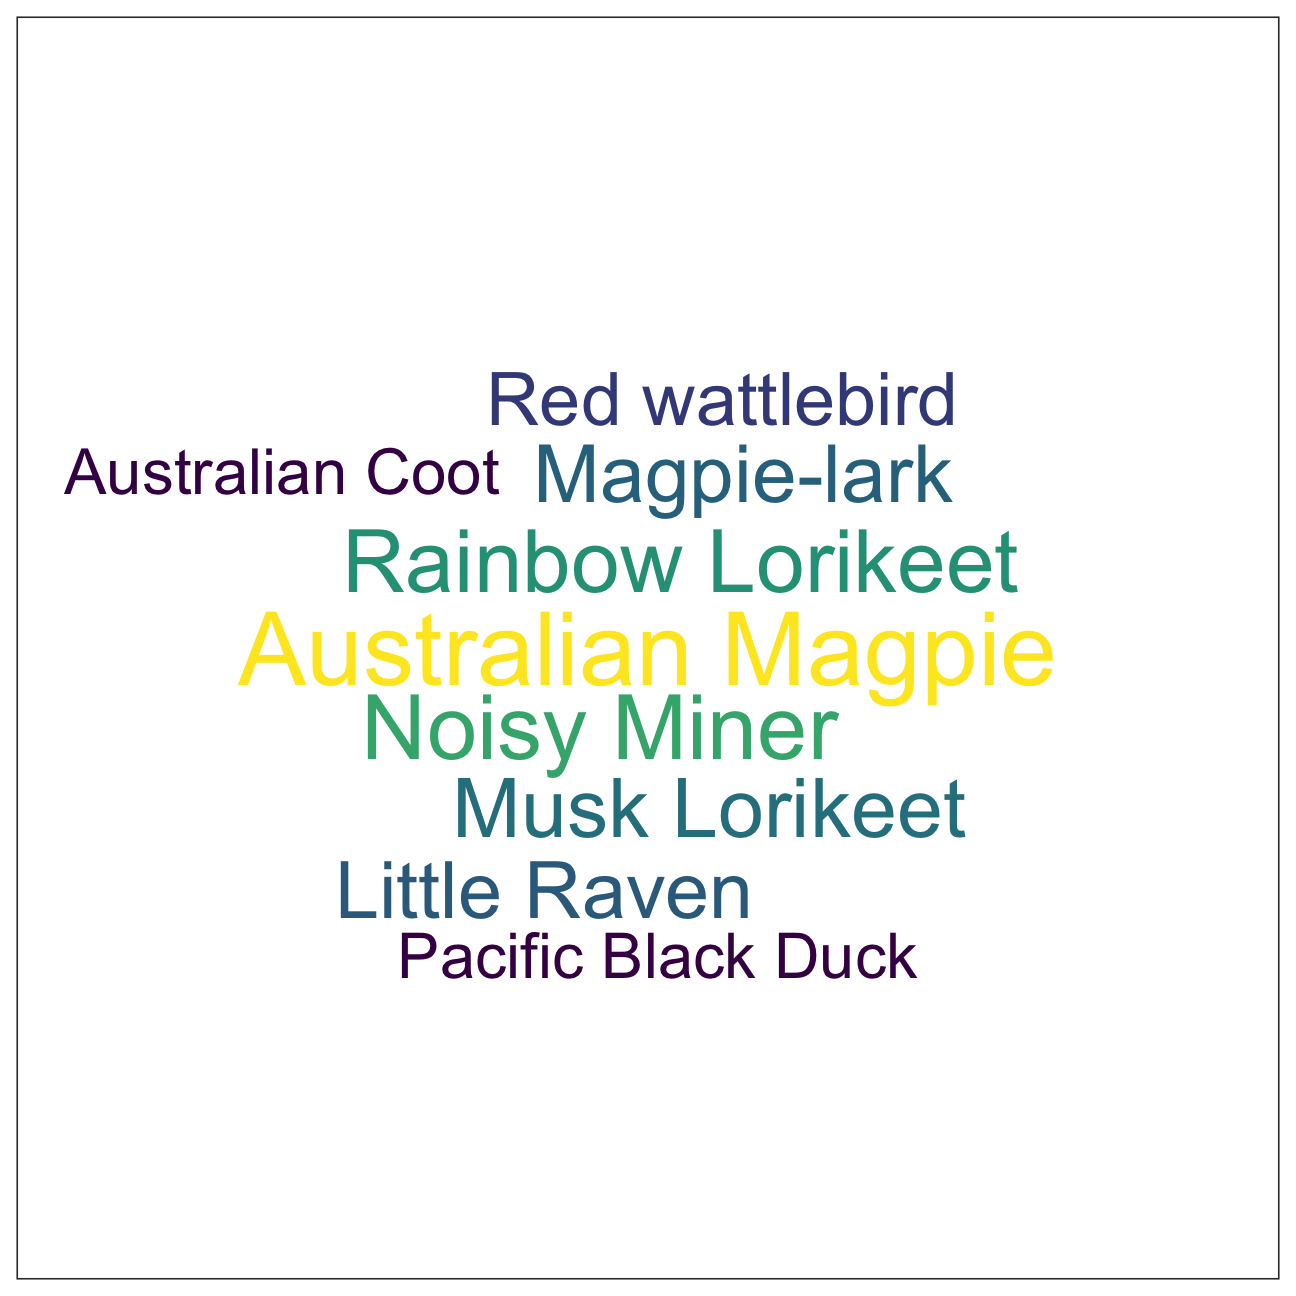 Red wattlebird
Australian Coot
Magpie-lark
Rainbow Lorikeet
Australian Magpie
Noisy Miner
Musk Lorikeet
Little Raven
Pacific Black Duck